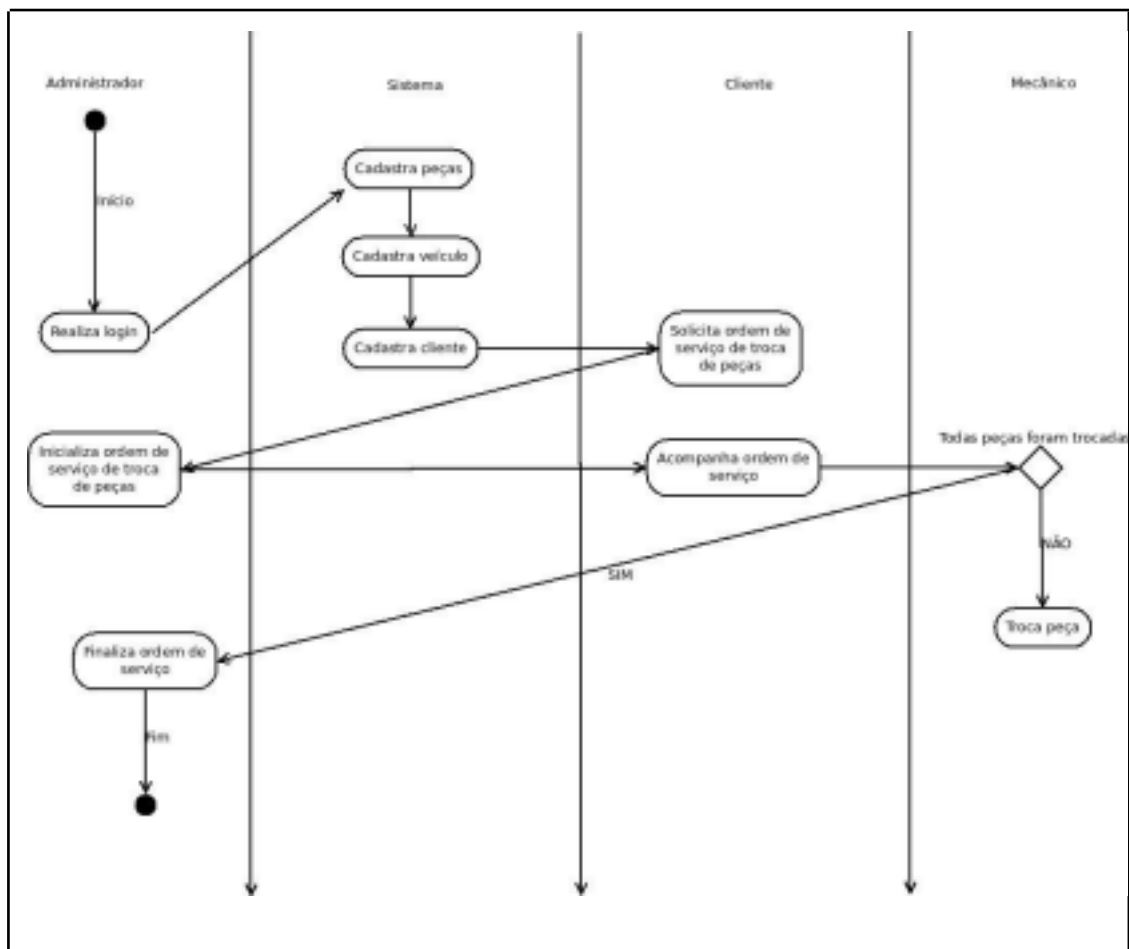 Administrador
Sistema
Cliente
Mecânico
Início
Cadastra peças
Cadastra veículo
Realiza login
Cadastra cliente
Solicita ordem de
serviço de troca
de peças
Inicializa ordem de
serviço de troca
de peças
Acompanha ordem de
serviço
Todas peças foram trocadas
NÃO
SIM
Troca peça
Finaliza ordem de
serviço
Fim